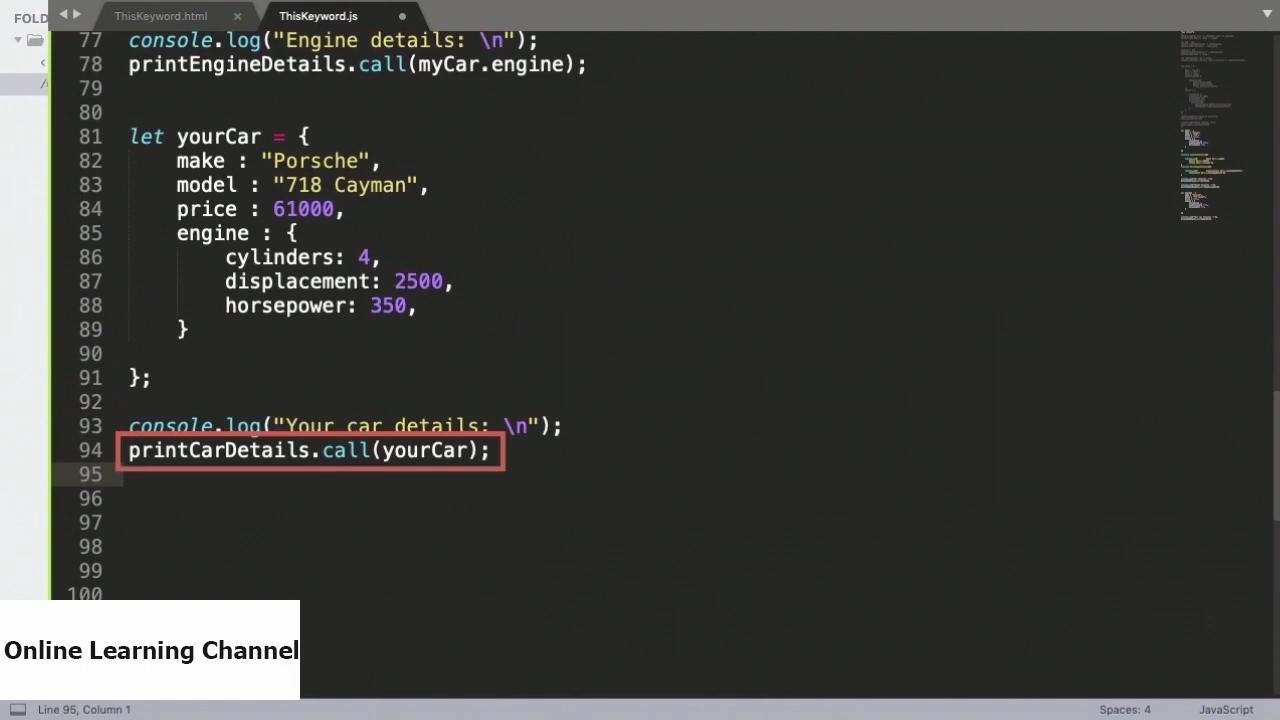 FOLD
ThisKeyword.html ×
ThisKeyword.js
77 console.log("Engine details: \n");
78 printEngineDetails.call(myCar.engine);
79
80
81 let yourCar = {
82 make : "Porsche",
83 model : "718 Cayman",
84 price : 61000,
85 engine : {
86 cylinders: 4,
87 displacement: 2500,
88 horsepower: 350,
89 }
90
91 };
92
93 console.log("Your car details: \n");
94 printCarDetails.call(yourCar);
95
96
97
98
99
100
Online Learning Channel
Line 95, Column 1
Spaces: 4
JavaScript